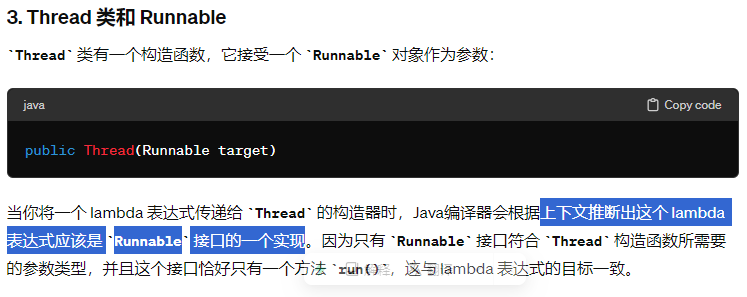 3. Thread 类和 Runnable
`Thread` 类有一个构造函数，它接受一个 `Runnable` 对象作为参数：
java
Copy code
public Thread(Runnable target)
当你将一个 lambda 表达式传递给 `Thread` 的构造器时，Java编译器会根据上下文推断出这个 lambda
表达式应该是 `Runnable` 接口的一个实现。因为只有 `Runnable` 接口符合 `Thread` 构造函数所需要
的参数类型，并且这个接口恰好只有一个方法 `run()`，这与 lambda 表达式的目标一致。